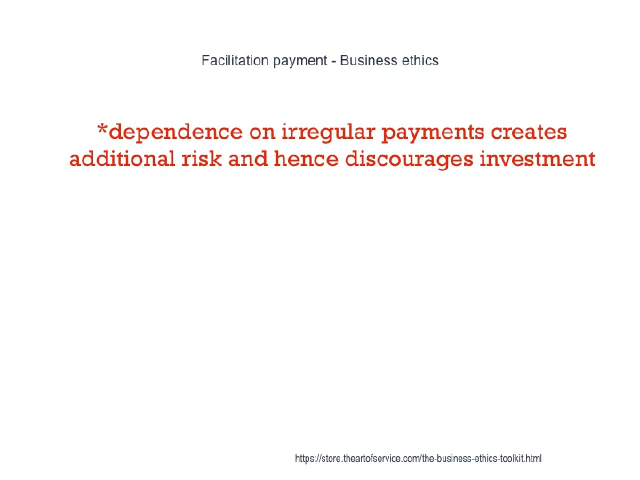 Facilitation payment - Business ethics
*dependence on irregular payments creates
additional risk and hence discourages investment
https://store.theartofservice.com/the-business-ethics-toolkit.html